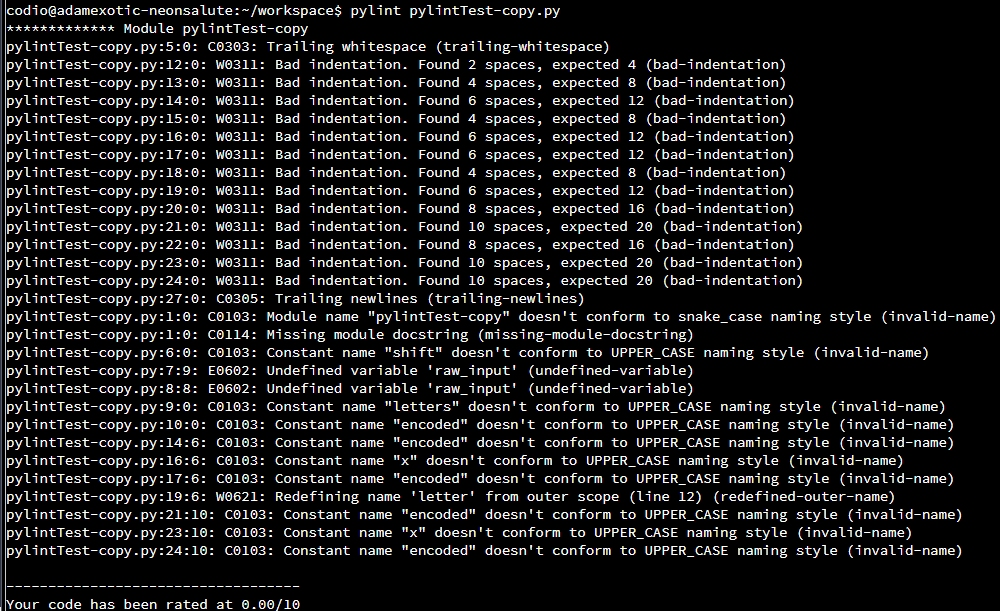 codio@adamexotic-neonsalute:~/workspace$ pylint pylintTest-copy.py
************* Module pylintTest-copy
pylintTest-copy.py:5:0: C0303: Trailing whitespace (trailing-whitespace)
pylintTest-copy.py:12:0: W0311: Bad indentation. Found 2 spaces, expected 4 (bad-indentation)
pylintTest-copy.py:13:0: W0311: Bad indentation. Found 4 spaces, expected 8 (bad-indentation)
pylintTest-copy.py:14:0: W0311: Bad indentation. Found 6 spaces, expected 12 (bad-indentation)
pylintTest-copy.py:15:0: W0311: Bad indentation. Found 4 spaces, expected 8 (bad-indentation)
pylintTest-copy.py:16:0: W0311: Bad indentation. Found 6 spaces, expected 12 (bad-indentation)
pylintTest-copy.py:17:0: W0311: Bad indentation. Found 6 spaces, expected 12 (bad-indentation)
pylintTest-copy.py:18:0: W0311: Bad indentation. Found 4 spaces, expected 8 (bad-indentation)
pylintTest-copy.py:19:0: W0311: Bad indentation. Found 6 spaces, expected 12 (bad-indentation)
pylintTest-copy.py:20:0: W0311: Bad indentation. Found 8 spaces, expected 16 (bad-indentation)
pylintTest-copy.py:21:0: W0311: Bad indentation. Found 10 spaces, expected 20 (bad-indentation)
pylintTest-copy.py:22:0: W0311: Bad indentation. Found 8 spaces, expected 16 (bad-indentation)
pylintTest-copy.py:23:0: W0311: Bad indentation. Found 10 spaces, expected 20 (bad-indentation)
pylintTest-copy.py:24:0: W0311: Bad indentation. Found 10 spaces, expected 20 (bad-indentation)
pylintTest-copy.py:27:0: C0305: Trailing newlines (trailing-newlines)
pylintTest-copy.py:1:0: C0103: Module name "pylintTest-copy" doesn't conform to snake_case naming style (invalid-name)
pylintTest-copy.py:1:0: C0114: Missing module docstring (missing-module-docstring)
pylintTest-copy.py:6:0: C0103: Constant name "shift" doesn't conform to UPPER_CASE naming style (invalid-name)
pylintTest-copy.py:7:9: E0602: Undefined variable 'raw_input' (undefined-variable)
pylintTest-copy.py:8:8: E0602: Undefined variable 'raw_input' (undefined-variable)
pylintTest-copy.py:9:0: C0103: Constant name "letters" doesn't conform to UPPER_CASE naming style (invalid-name)
pylintTest-copy.py:10:0: C0103: Constant name "encoded" doesn't conform to UPPER_CASE naming style (invalid-name)
pylintTest-copy.py:14:6: C0103: Constant name "encoded" doesn't conform to UPPER_CASE naming style (invalid-name)
pylintTest-copy.py:16:6: C0103: Constant name "x" doesn't conform to UPPER_CASE naming style (invalid-name)
pylintTest-copy.py:17:6: C0103: Constant name "encoded" doesn't conform to UPPER_CASE naming style (invalid-name)
pylintTest-copy.py:19:6: W0621: Redefining name 'letter' from outer scope (line 12) (redefined-outer-name)
pylintTest-copy.py:21:10: C0103: Constant name "encoded" doesn't conform to UPPER_CASE naming style (invalid-name)
pylintTest-copy.py:23:10: C0103: Constant name "x" doesn't conform to UPPER_CASE naming style (invalid-name)
pylintTest-copy.py:24:10: C0103: Constant name "encoded" doesn't conform to UPPER_CASE naming style (invalid-name)
-----------------------------------
Your code has been rated at 0.00/10